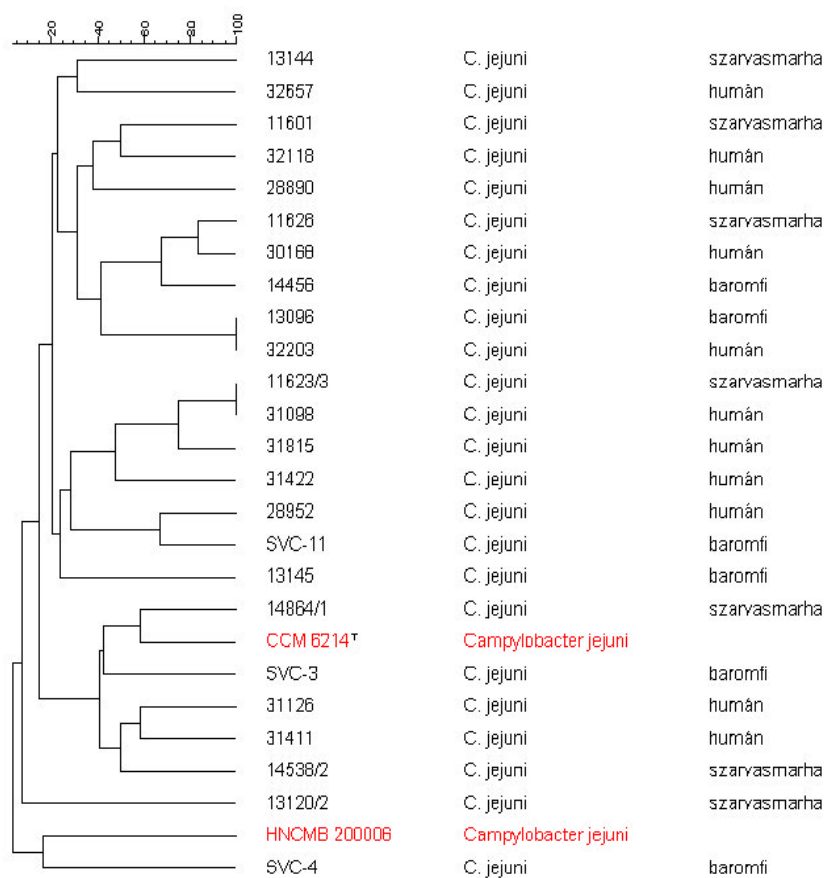 20 40 60 80 100
13144 C. jejuni szarvasmarha
32657 C. jejuni humán
11601 C. jejuni szarvasmarha
32118 C. jejuni humán
28890 C. jejuni humán
11626 C. jejuni szarvasmarha
30168 C. jejuni humán
14456 C. jejuni baromfi
13096 C. jejuni baromfi
32203 C. jejuni humán
11623/3 C. jejuni szarvasmarha
31098 C. jejuni humán
31815 C. jejuni humán
31422 C. jejuni humán
28952 C. jejuni humán
SVC-11 C. jejuni baromfi
13145 C. jejuni baromfi
14864/1 C. jejuni szarvasmarha
CCM 6214ᵀ Campylobacter jejuni
SVC-3 C. jejuni baromfi
31126 C. jejuni humán
31411 C. jejuni humán
14538/2 C. jejuni szarvasmarha
13120/2 C. jejuni szarvasmarha
HNCMB 200006 Campylobacter jejuni
SVC-4 C. jejuni baromfi